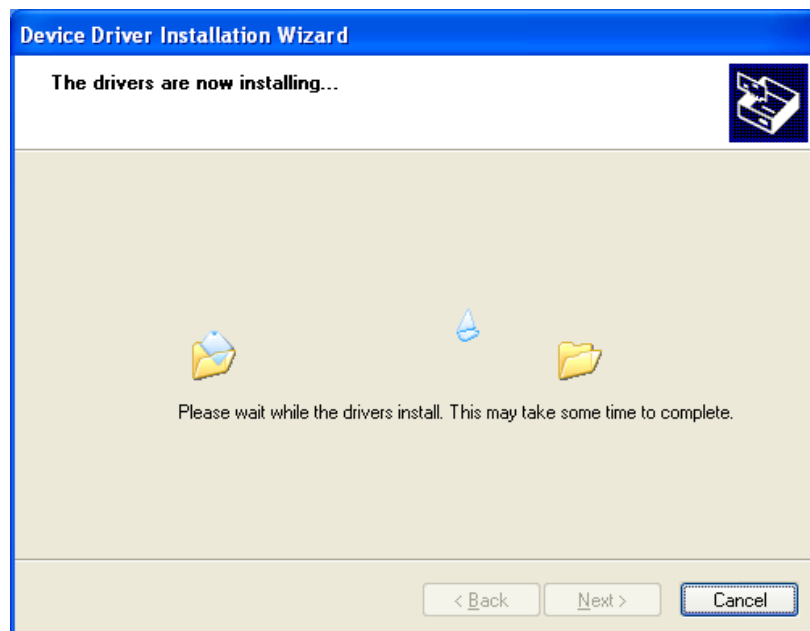 Device Driver Installation Wizard
The drivers are now installing...
Please wait while the drivers install. This may take some time to complete.
< Back
Next >
Cancel